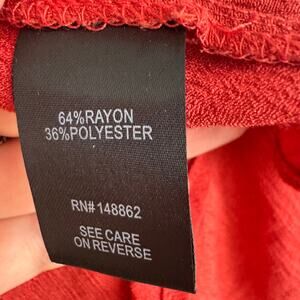 64%RAYON
36%POLYESTER
RN#148862
SEE CARE
ON REVERSE